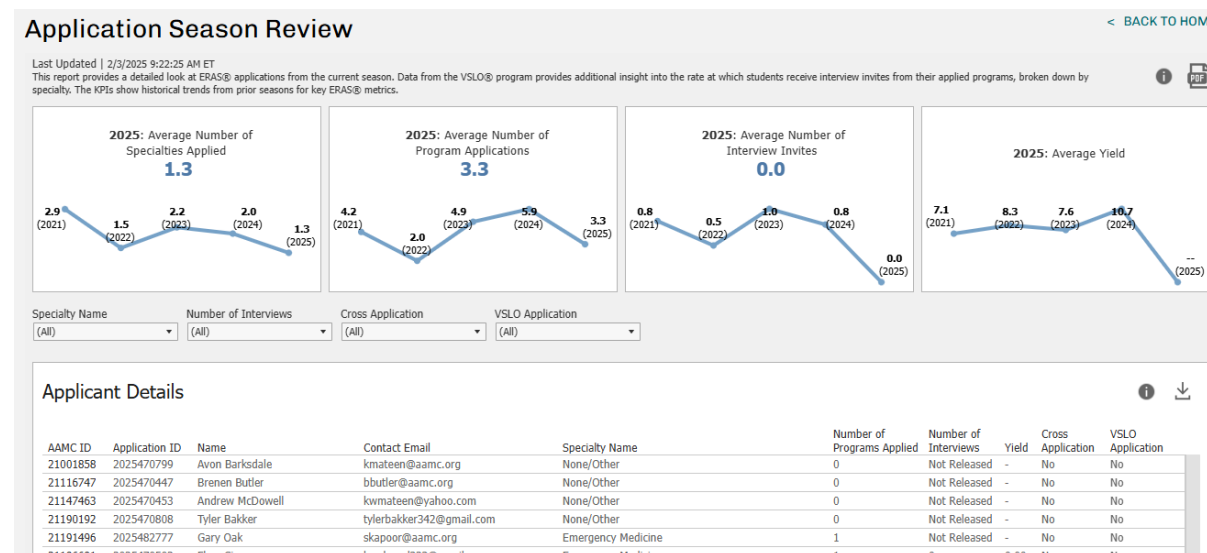 Application Season Review
< BACK TO HOM
Last Updated | 2/3/2025 9:22:25 AM ET
This report provides a detailed look at ERAS® applications from the current season. Data from the VSLO® program provides additional insight into the rate at which students receive interview invites from their applied programs, broken down by
specialty. The KPIs show historical trends from prior seasons for key ERAS® metrics.
PDF
2025: Average Number of
Specialties Applied
1.3
2.9
(2021)
1.5
(2022)
2.2
(2023)
2.0
(2024)
1.3
(2025)
2025: Average Number of
Program Applications
3.3
4.2
(2021)
2.0
(2022)
4.9
(2023)
5.9
(2024)
3.3
(2025)
2025: Average Number of
Interview Invites
0.0
0.8
(2021)
0.5
(2022)
1.0
(2023)
0.8
(2024)
0.0
(2025)
2025: Average Yield
7.1
(2021)
8.3
(2022)
7.6
(2023)
10.7
(2024)
--
(2025)
Specialty Name Number of Interviews Cross Application VSLO Application
(All) (All) (All) (All)
Applicant Details
AAMC ID Application ID Name Contact Email Specialty Name Number of Programs Applied Number of Interviews Yield Cross Application VSLO Application
21001858 2025470799 Avon Barksdale kmateen@aamc.org None/Other 0 Not Released - No No
21116747 2025470447 Brenen Butler bbutler@aamc.org None/Other 0 Not Released - No No
21147463 2025470453 Andrew McDowell kwmateen@yahoo.com None/Other 0 Not Released - No No
21190192 2025470808 Tyler Bakker tylerbakker342@gmail.com None/Other 0 Not Released - No No
21191496 2025482777 Gary Oak skapoor@aamc.org Emergency Medicine 1 Not Released - No No